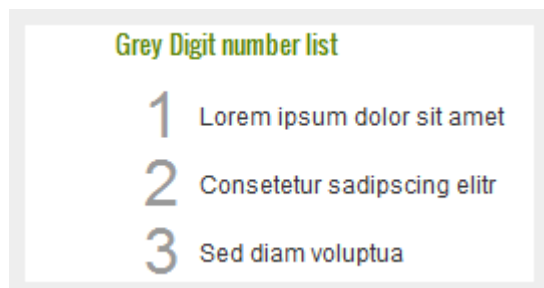 Grey Digit number list
1 Lorem ipsum dolor sit amet
2 Consetetur sadipscing elitr
3 Sed diam voluptua